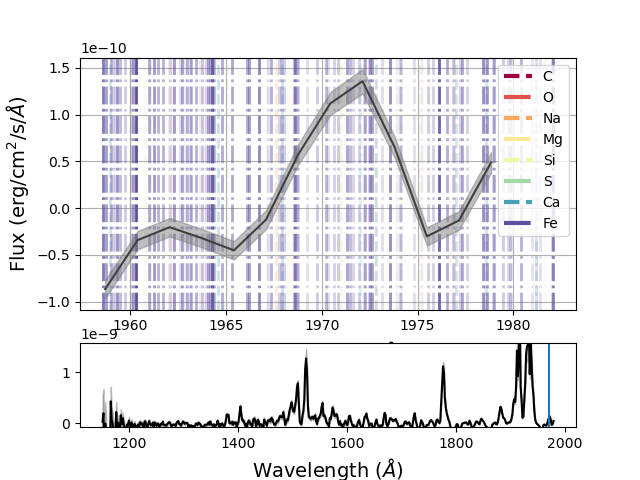 1e−10
Flux (erg/cm²/s/Å)
1.5
1.0
0.5
0.0
−0.5
−1.0
C
O
Na
Mg
Si
S
Ca
Fe
1960 1965 1970 1975 1980
1e−9
1
0
1200 1400 1600 1800 2000
Wavelength (Å)